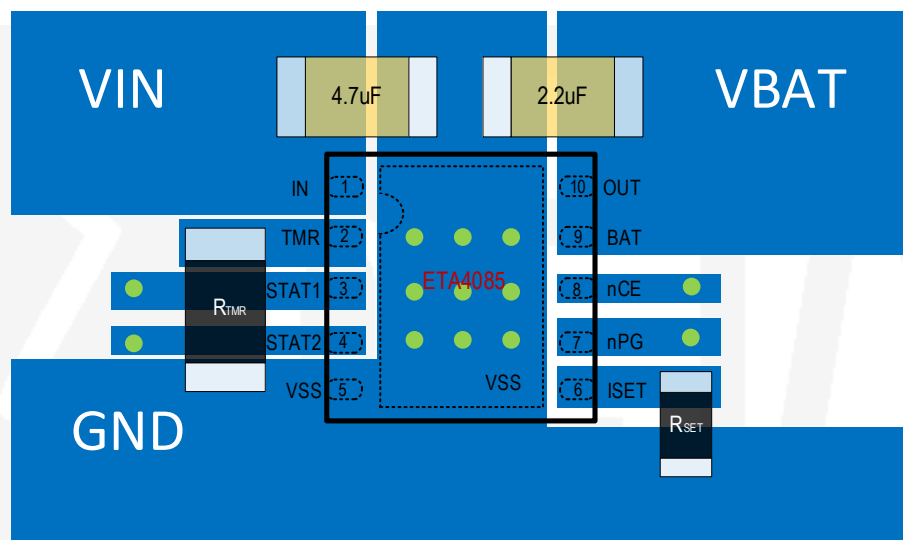 VIN
4.7uF
2.2uF
VBAT
IN 1
10 OUT
TMR 2
9 BAT
ETA4085
STAT1 3
8 nCE
RTMR
STAT2 4
7 nPG
VSS 5
VSS
6 ISET
GND
RSET